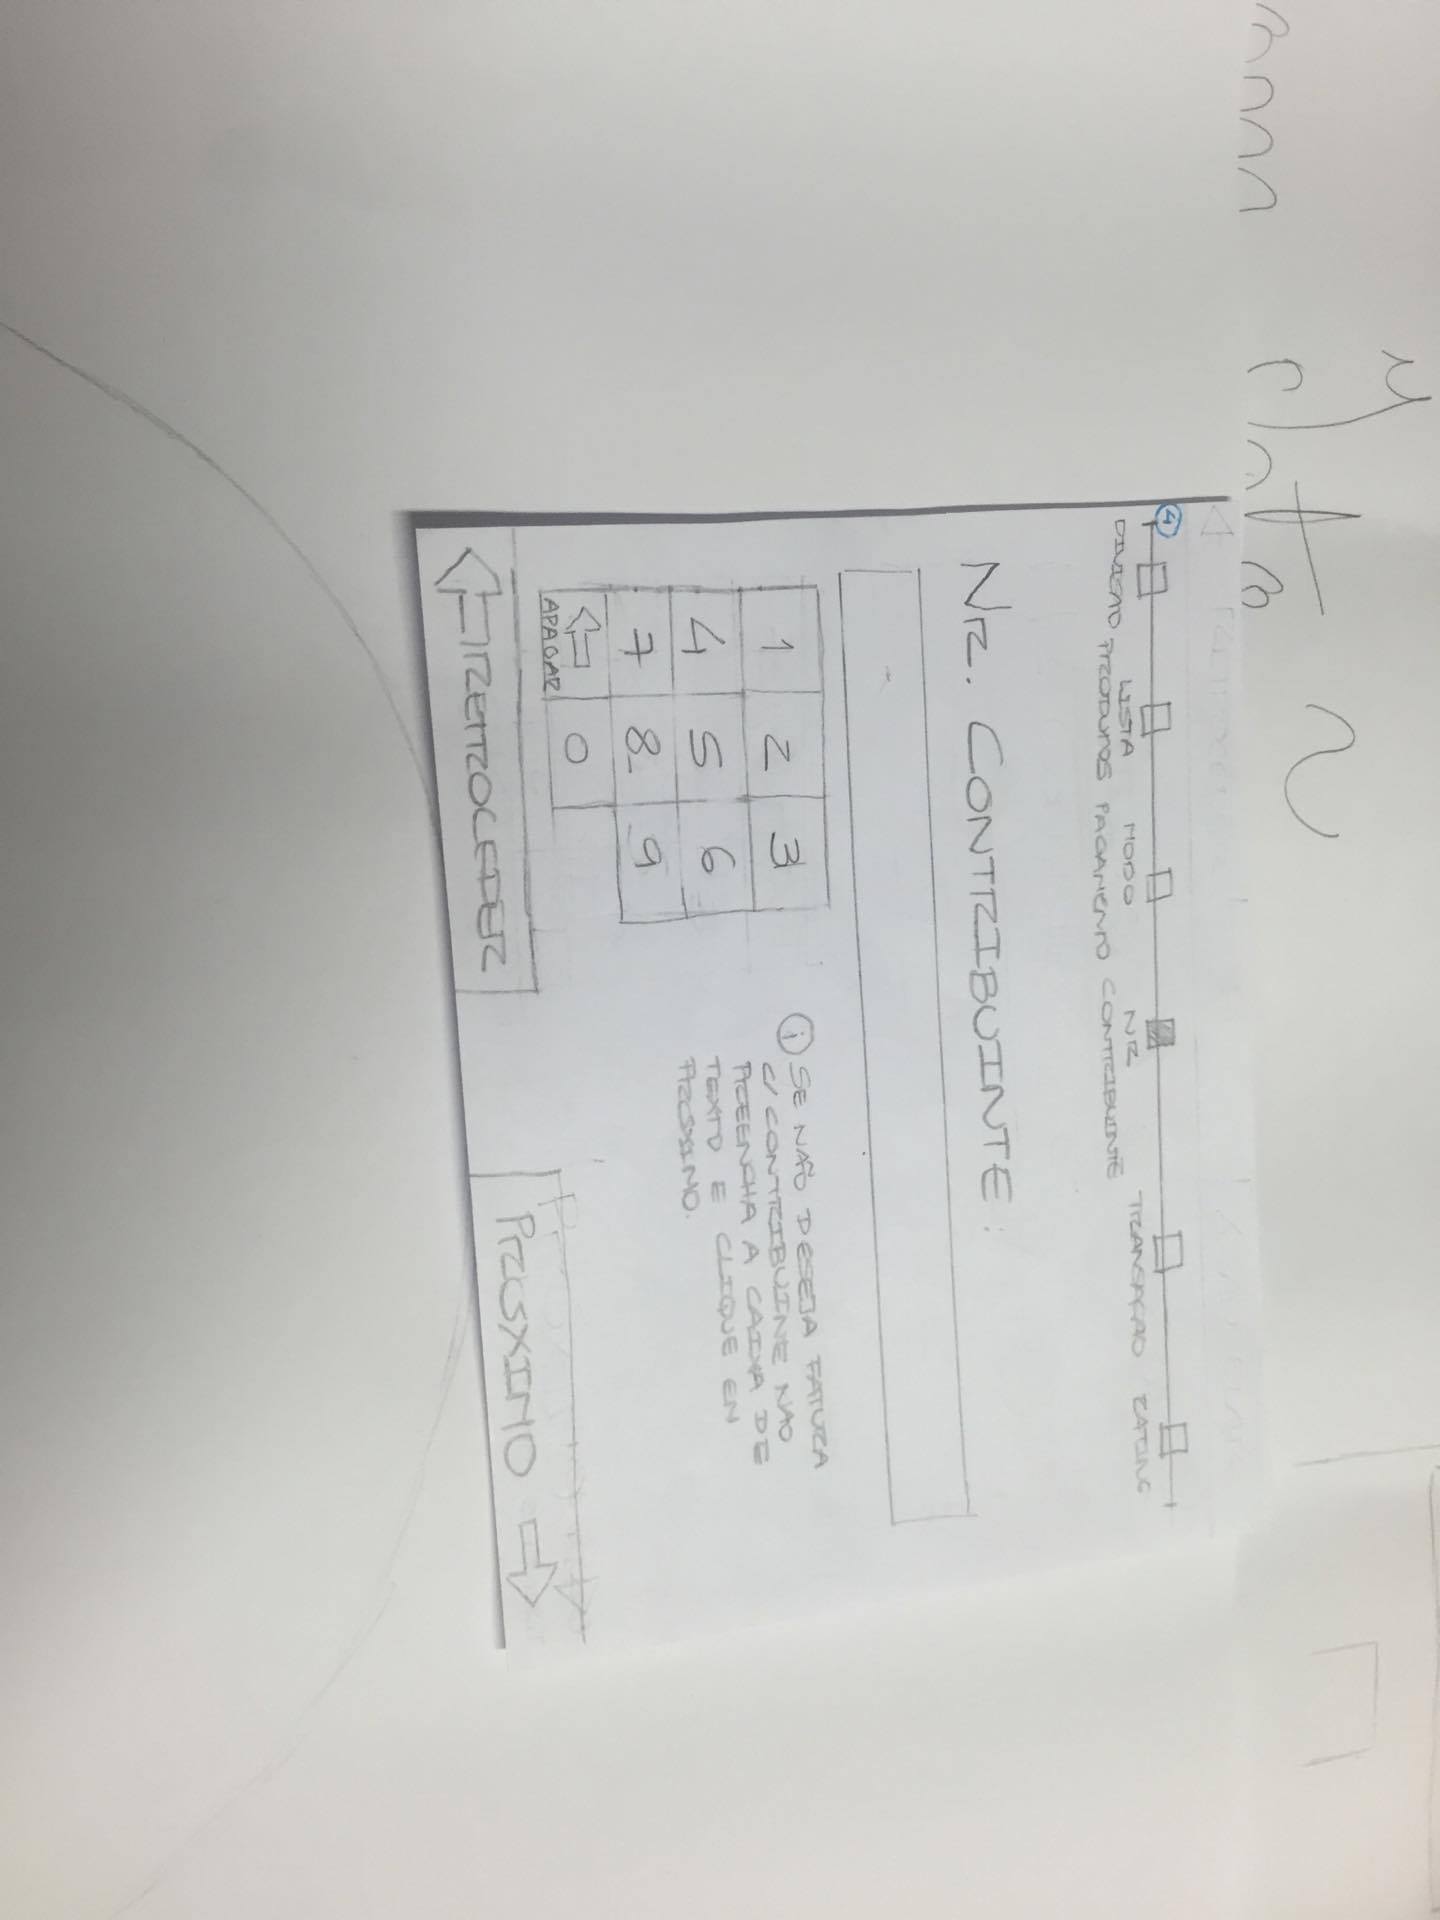 4
DIVISÃO LISTA PRODUTOS MODO PAGAMENTO NR CONTRIBUINTE TRANSAÇÃO RATING
NR. CONTRIBUINTE:
1 2 3
4 5 6
7 8 9
APAGAR 0
i SE NÃO DESEJA FATURA
C/ CONTRIBUINE NÃO
PREENCHA A CAIXA DE
TEXTO E CLIQUE EM
PRÓXIMO.
RETROCEDER
PRÓXIMO